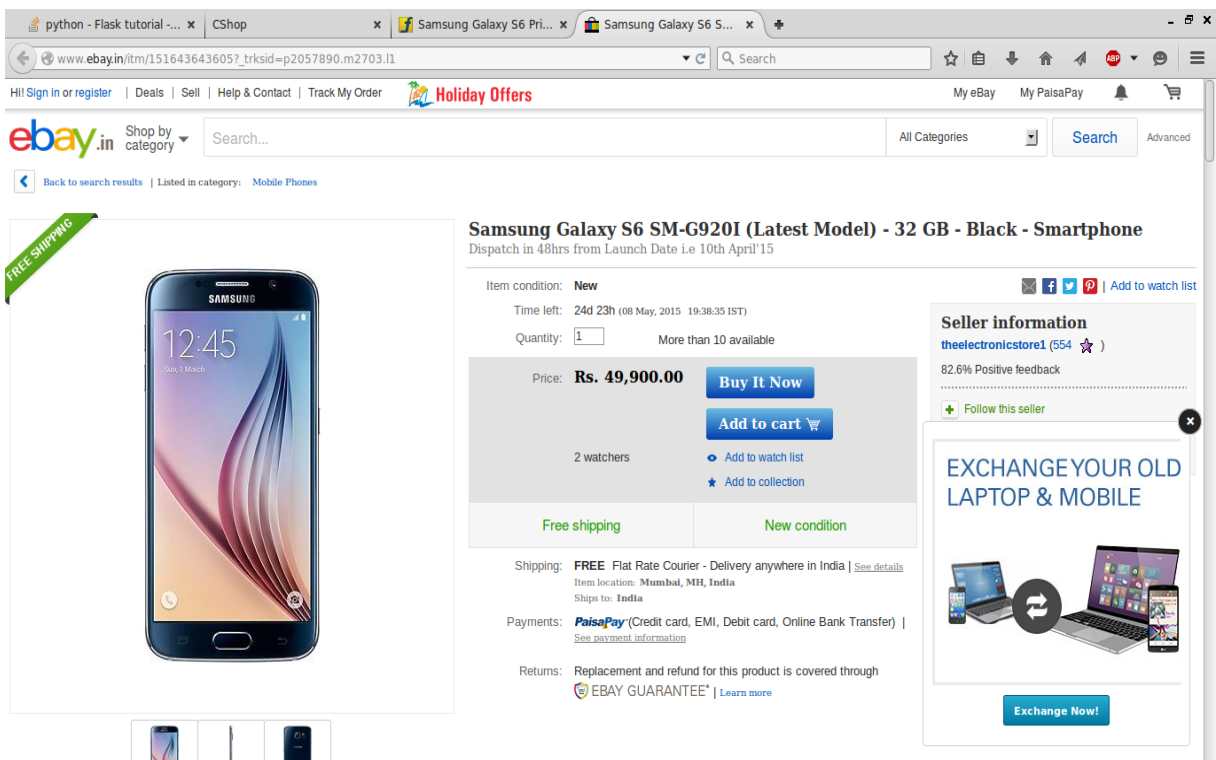 python - Flask tutorial -... × CShop × Samsung Galaxy S6 Pri... × Samsung Galaxy S6 S... ×
www.ebay.in/itm/151643643605?_trksid=p2057890.m2703.l1 Search ABP
Hi! Sign in or register | Deals | Sell | Help & Contact | Track My Order Holiday Offers My eBay My PaisaPay
ebay.in Shop by category Search... All Categories Search Advanced
Back to search results | Listed in category: Mobile Phones
FREE SHIPPING
SAMSUNG
12:45
Sun, 1 March
Samsung Galaxy S6 SM-G920I (Latest Model) - 32 GB - Black - Smartphone
Dispatch in 48hrs from Launch Date i.e 10th April'15
Item condition: New
Time left: 24d 23h (08 May, 2015 19:38:35 IST)
Quantity: 1 More than 10 available
Price: Rs. 49,900.00 Buy It Now
Add to cart
2 watchers Add to watch list
Add to collection
Free shipping New condition
Shipping: FREE Flat Rate Courier - Delivery anywhere in India | See details
Item location: Mumbai, MH, India
Ships to: India
Payments: PaisaPay (Credit card, EMI, Debit card, Online Bank Transfer) |
See payment information
Returns: Replacement and refund for this product is covered through
EBAY GUARANTEE* | Learn more
| Add to watch list
Seller information
theelectronicstore1 (554 )
82.6% Positive feedback
Follow this seller
EXCHANGE YOUR OLD
LAPTOP & MOBILE
Exchange Now!